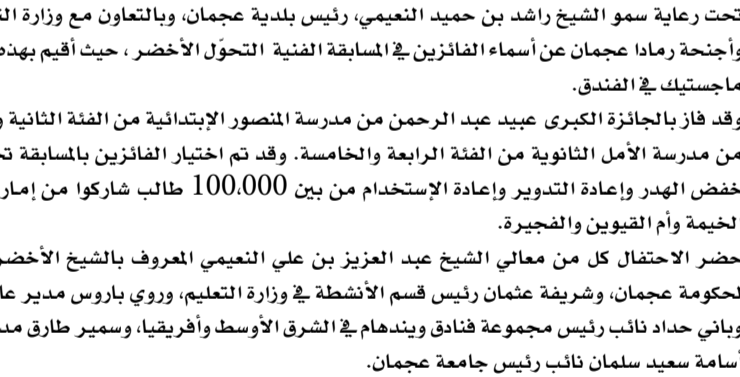 تحت رعاية سمو الشيخ راشد بن حميد النعيمي، رئيس بلدية عجمان، وبالتعاون مع وزارة
وأجنحة رمادا عجمان عن أسماء الفائزين في المسابقة الفنية التحوّل الأخضر ، حيث أقيم
ماجستيك في الفندق.
وقد فاز بالجائزة الكبرى عبيد عبد الرحمن من مدرسة المنصور الإبتدائية من الفئة الثانية
من مدرسة الأمل الثانوية من الفئة الرابعة والخامسة. وقد تم اختيار الفائزين بالمسابقة
خفض الهدر وإعادة التدوير وإعادة الإستخدام من بين 100،000 طالب شاركوا من
الخيمة وأم القيوين والفجيرة.
حضر الاحتفال كل من معالي الشيخ عبد العزيز بن علي النعيمي المعروف بالشيخ الأخضر
لحكومة عجمان، وشريفة عثمان رئيس قسم الأنشطة في وزارة التعليم، وروي باروس مدير
وباني حداد نائب رئيس مجموعة فنادق ويندهام في الشرق الأوسط وأفريقيا، وسمير طارق
أسامة سعيد سلمان نائب رئيس جامعة عجمان.